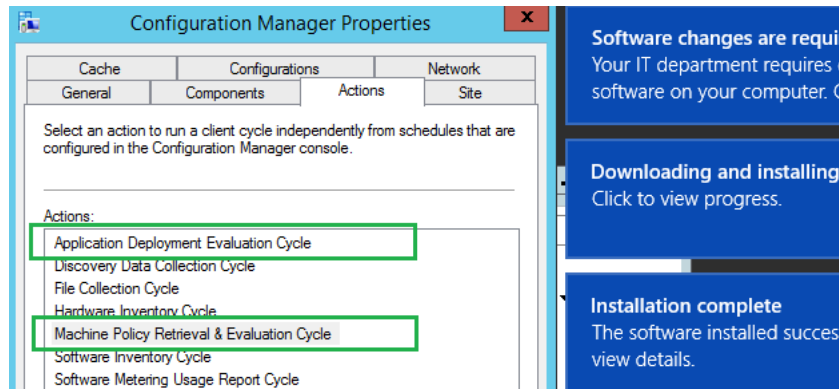 Configuration Manager Properties
x
Cache
Configurations
Network
General
Components
Actions
Site
Select an action to run a client cycle independently from schedules that are
configured in the Configuration Manager console.
Actions:
Application Deployment Evaluation Cycle
Discovery Data Collection Cycle
File Collection Cycle
Hardware Inventory Cycle
Machine Policy Retrieval & Evaluation Cycle
Software Inventory Cycle
Software Metering Usage Report Cycle
Software changes are requi
Your IT department requires
software on your computer.
Downloading and installing
Click to view progress.
Installation complete
The software installed succes
view details.